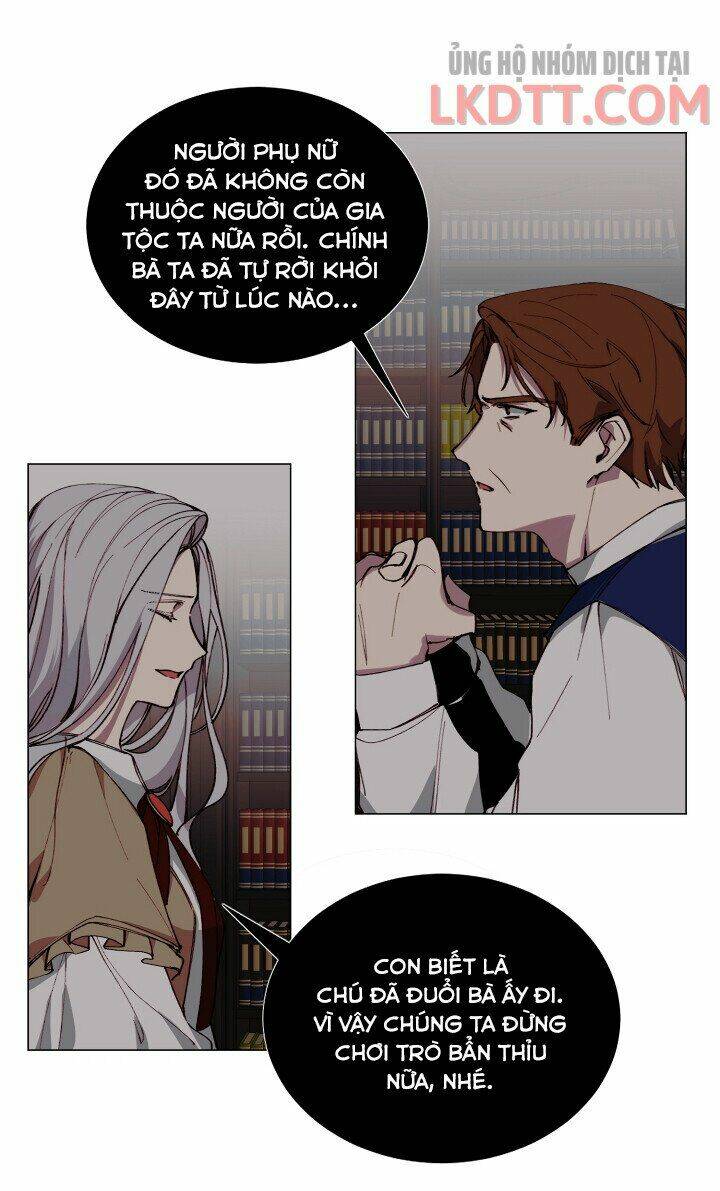 ỦNG HỘ NHÓM DỊCH TẠI
LKDTT.COM
NGƯỜI PHỤ NỮ
ĐÓ ĐÃ KHÔNG CÒN
THUỘC NGƯỜI CỦA GIA
TỘC TA NỮA RỒI. CHÍNH
BÀ TA ĐÃ TỰ RỜI KHỎI
ĐÂY TỪ LÚC NÀO...
CON BIẾT LÀ
CHÚ ĐÃ ĐUỔI BÀ ẤY ĐI.
VÌ VẬY CHÚNG TA ĐỪNG
CHƠI TRÒ BẨN THỈU
NỮA, NHÉ.